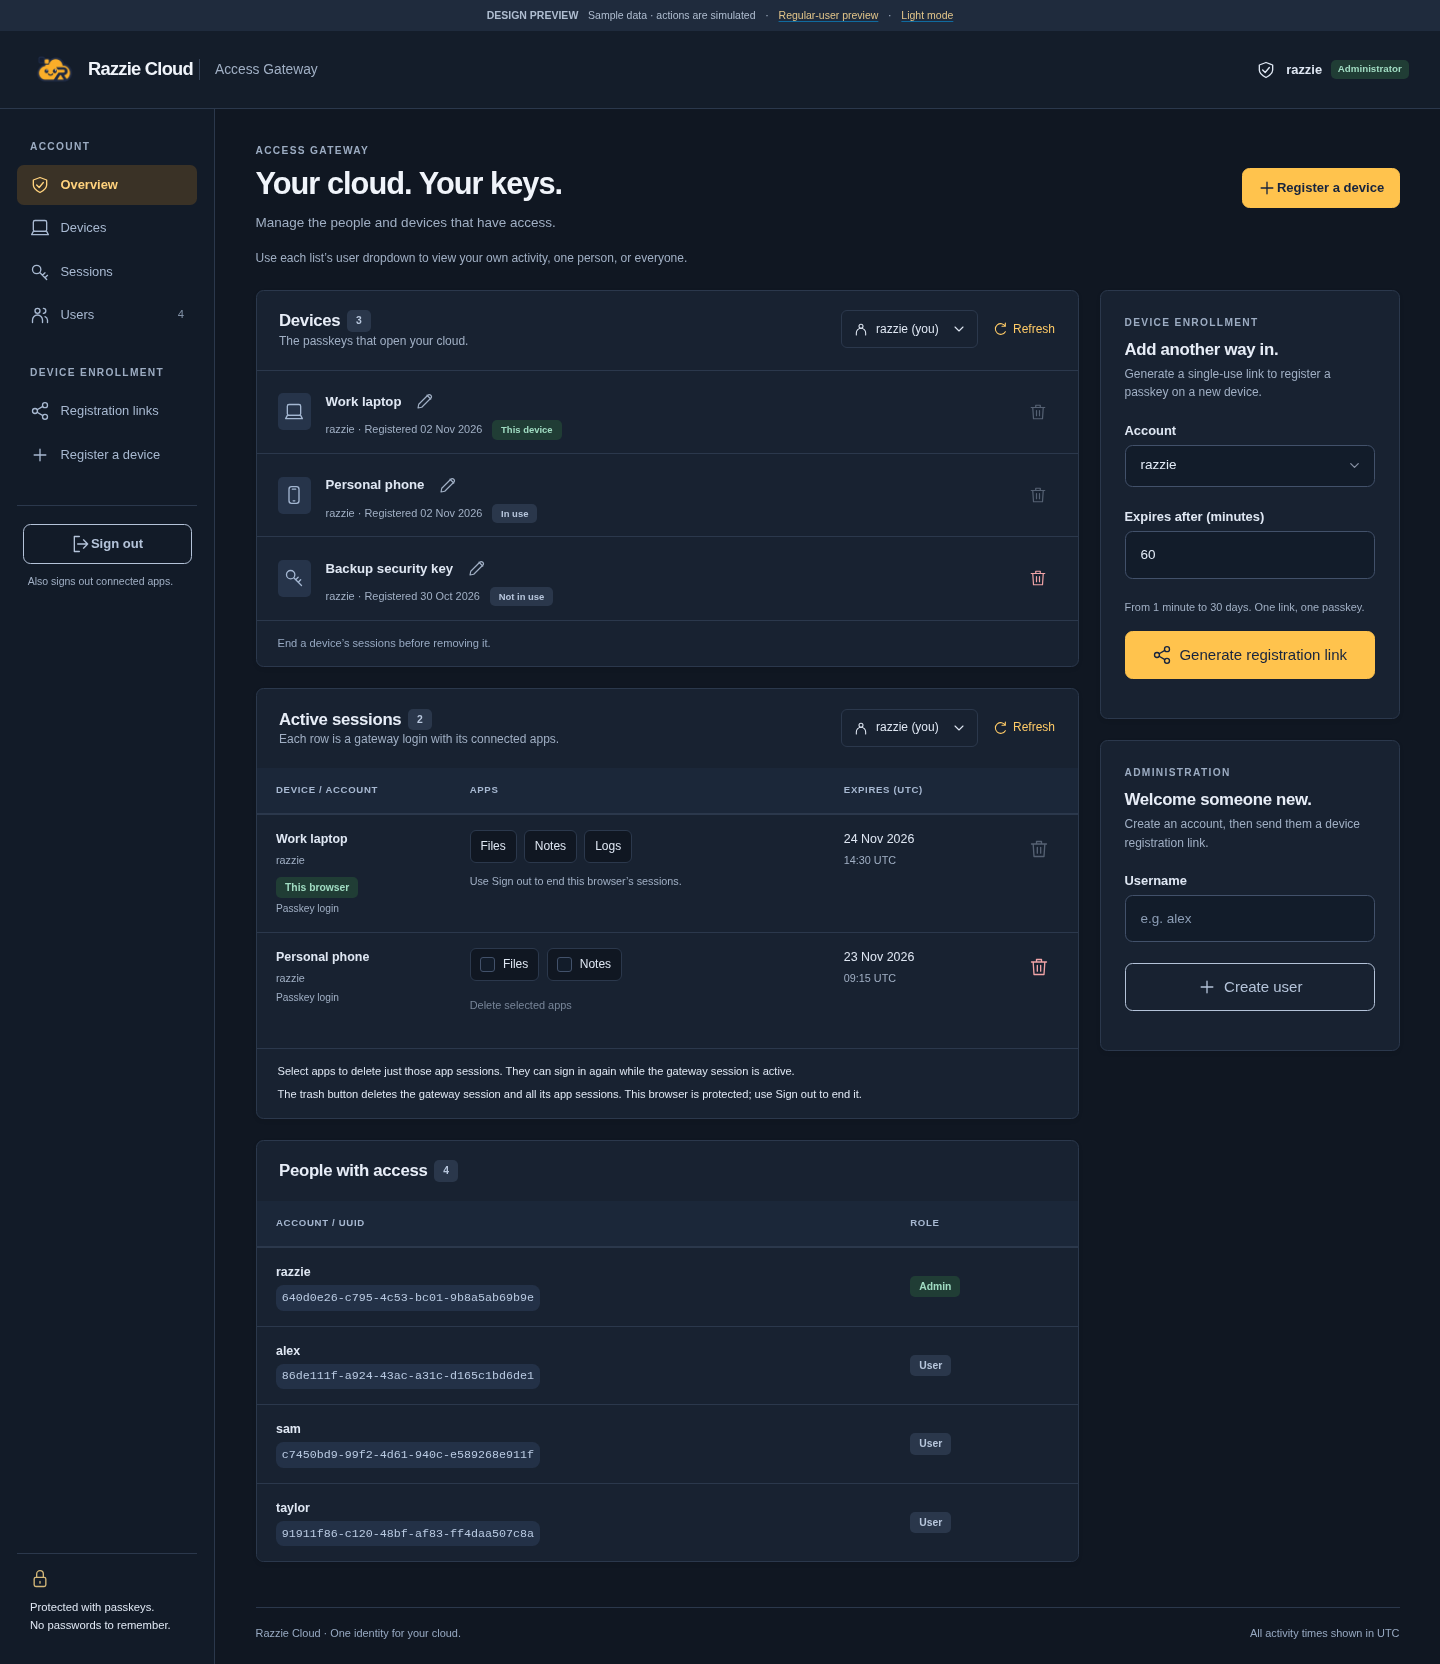 DESIGN PREVIEW Sample data · actions are simulated · Regular-user preview · Light mode
Razzie Cloud Access Gateway
razzie Administrator
ACCOUNT
Overview
Devices
Sessions
Users 4
DEVICE ENROLLMENT
Registration links
Register a device
Sign out
Also signs out connected apps.
Protected with passkeys.
No passwords to remember.
ACCESS GATEWAY
Your cloud. Your keys.
Manage the people and devices that have access.
Register a device
Use each list’s user dropdown to view your own activity, one person, or everyone.
Devices 3
The passkeys that open your cloud.
razzie (you) Refresh
Work laptop
razzie · Registered 02 Nov 2026 This device
Personal phone
razzie · Registered 02 Nov 2026 In use
Backup security key
razzie · Registered 30 Oct 2026 Not in use
End a device’s sessions before removing it.
Active sessions 2
Each row is a gateway login with its connected apps.
razzie (you) Refresh
DEVICE / ACCOUNT APPS EXPIRES (UTC)
Work laptop
razzie
This browser
Passkey login
Files Notes Logs
Use Sign out to end this browser’s sessions.
24 Nov 2026
14:30 UTC
Personal phone
razzie
Passkey login
Files Notes
Delete selected apps
23 Nov 2026
09:15 UTC
Select apps to delete just those app sessions. They can sign in again while the gateway session is active.
The trash button deletes the gateway session and all its app sessions. This browser is protected; use Sign out to end it.
People with access 4
ACCOUNT / UUID ROLE
razzie
640d0e26-c795-4c53-bc01-9b8a5ab69b9e
Admin
alex
86de111f-a924-43ac-a31c-d165c1bd6de1
User
sam
c7450bd9-99f2-4d61-940c-e589268e911f
User
taylor
91911f86-c120-48bf-af83-ff4daa507c8a
User
DEVICE ENROLLMENT
Add another way in.
Generate a single-use link to register a
passkey on a new device.
Account
razzie
Expires after (minutes)
60
From 1 minute to 30 days. One link, one passkey.
Generate registration link
ADMINISTRATION
Welcome someone new.
Create an account, then send them a device
registration link.
Username
e.g. alex
Create user
Razzie Cloud · One identity for your cloud.
All activity times shown in UTC